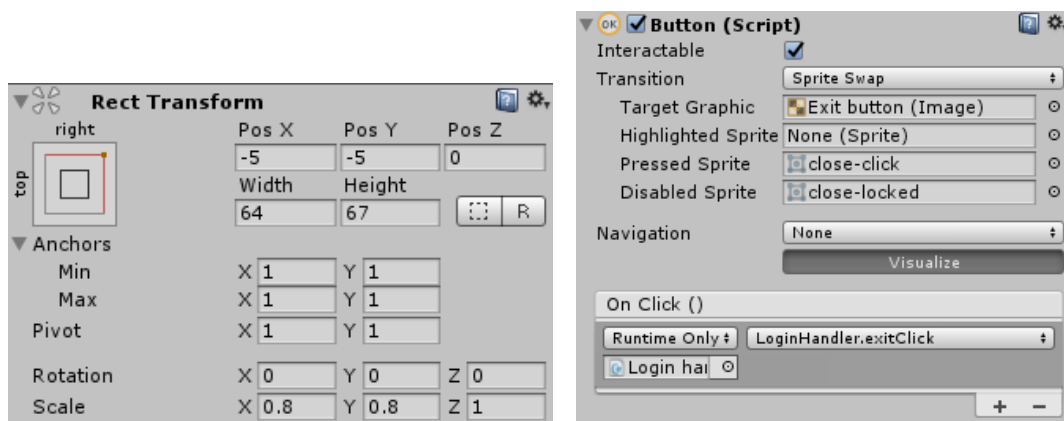 Rect Transform
right
Pos X Pos Y Pos Z
top
-5 -5 0
Width Height
64 67 R
Anchors
Min X 1 Y 1
Max X 1 Y 1
Pivot X 1 Y 1
Rotation X 0 Y 0 Z 0
Scale X 0.8 Y 0.8 Z 1
OK Button (Script)
Interactable
Transition Sprite Swap
Target Graphic Exit button (Image)
Highlighted Sprite None (Sprite)
Pressed Sprite close-click
Disabled Sprite close-locked
Navigation None
Visualize
On Click ()
Runtime Only LoginHandler.exitClick
Login han
+ −